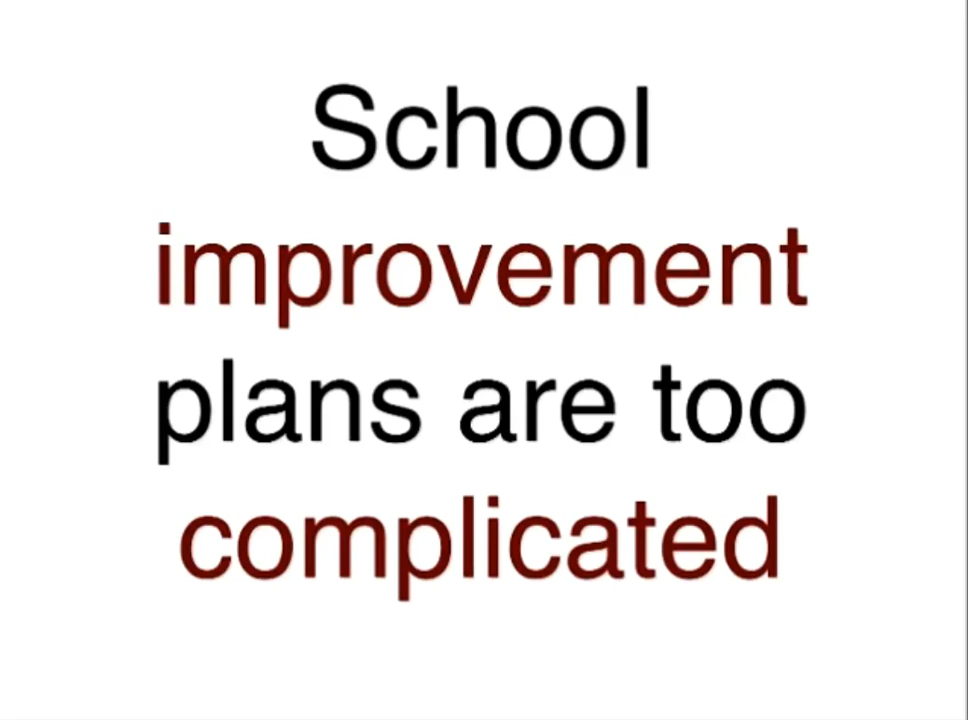 School
improvement
plans are too
complicated